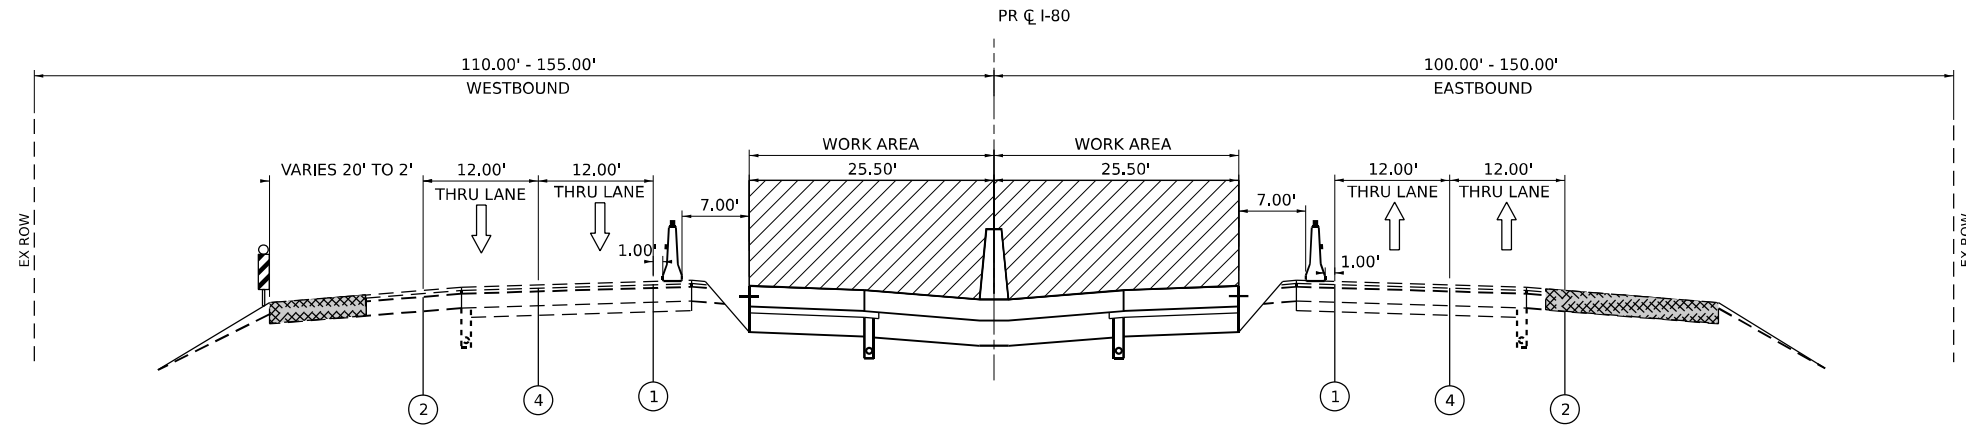 PR ℄ I-80
110.00' - 155.00'
WESTBOUND
100.00' - 150.00'
EASTBOUND
WORK AREA
WORK AREA
25.50'
25.50'
VARIES 20' TO 2'
12.00'
THRU LANE
12.00'
THRU LANE
12.00'
THRU LANE
12.00'
THRU LANE
7.00'
7.00'
1.00'
1.00'
EX ROW
EX ROW
2
4
1
1
4
2